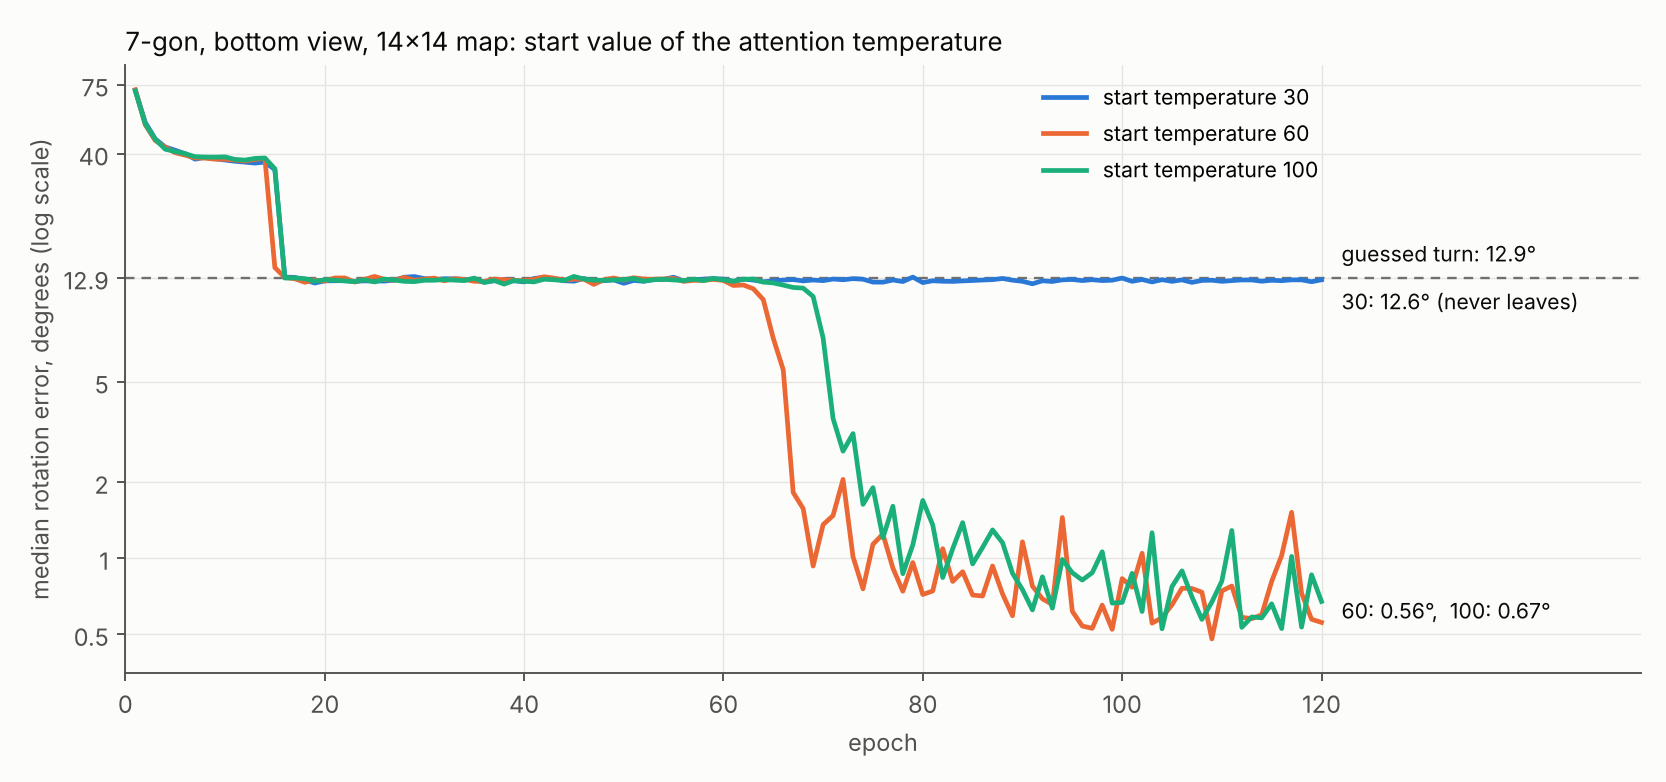 7-gon, bottom view, 14×14 map: start value of the attention temperature
start temperature 30
start temperature 60
start temperature 100
median rotation error, degrees (log scale)
75
40
12.9
5
2
1
0.5
guessed turn: 12.9°
30: 12.6° (never leaves)
60: 0.56°, 100: 0.67°
0
20
40
60
80
100
120
epoch